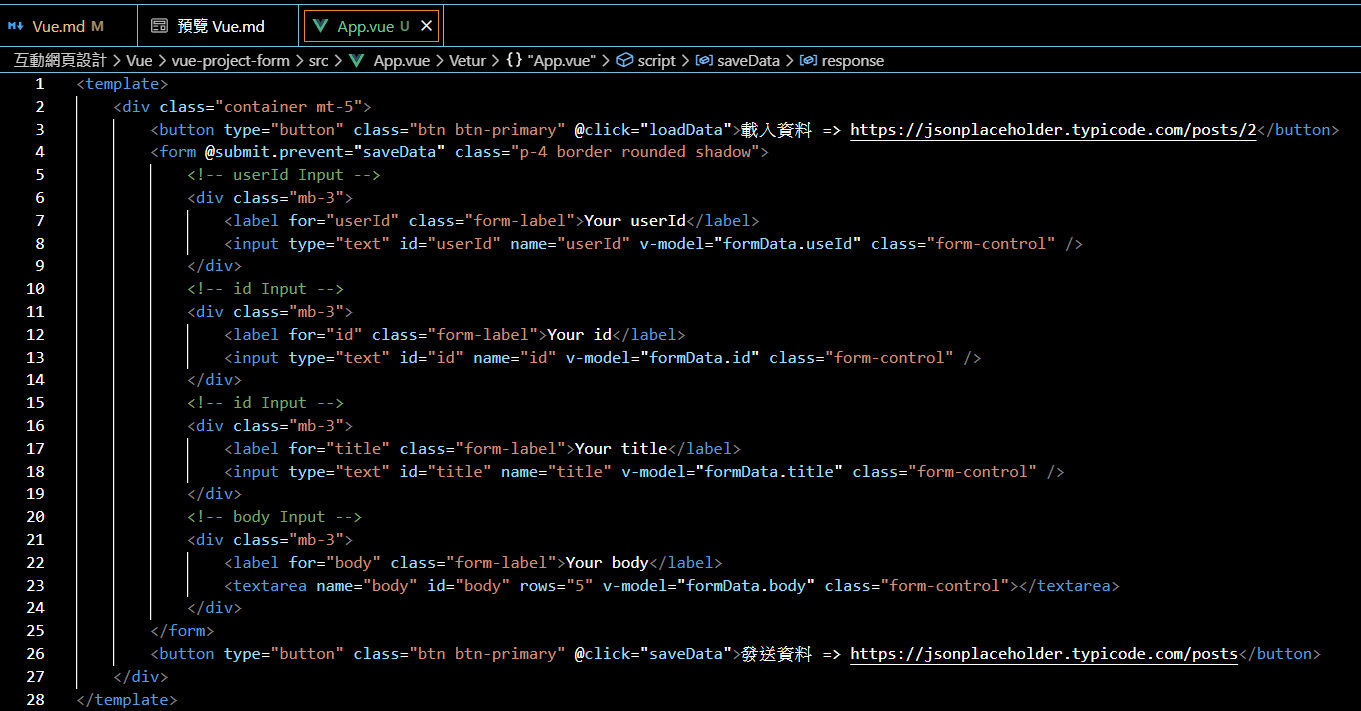 Vue.md M 預覽 Vue.md App.vue U
互動網頁設計 > Vue > vue-project-form > src > App.vue > Vetur > {} "App.vue" > script > saveData > response
1 <template>
2 <div class="container mt-5">
3 <button type="button" class="btn btn-primary" @click="loadData">載入資料 => https://jsonplaceholder.typicode.com/posts/2</button>
4 <form @submit.prevent="saveData" class="p-4 border rounded shadow">
5 <!-- userId Input -->
6 <div class="mb-3">
7 <label for="userId" class="form-label">Your userId</label>
8 <input type="text" id="userId" name="userId" v-model="formData.useId" class="form-control" />
9 </div>
10 <!-- id Input -->
11 <div class="mb-3">
12 <label for="id" class="form-label">Your id</label>
13 <input type="text" id="id" name="id" v-model="formData.id" class="form-control" />
14 </div>
15 <!-- id Input -->
16 <div class="mb-3">
17 <label for="title" class="form-label">Your title</label>
18 <input type="text" id="title" name="title" v-model="formData.title" class="form-control" />
19 </div>
20 <!-- body Input -->
21 <div class="mb-3">
22 <label for="body" class="form-label">Your body</label>
23 <textarea name="body" id="body" rows="5" v-model="formData.body" class="form-control"></textarea>
24 </div>
25 </form>
26 <button type="button" class="btn btn-primary" @click="saveData">發送資料 => https://jsonplaceholder.typicode.com/posts</button>
27 </div>
28 </template>